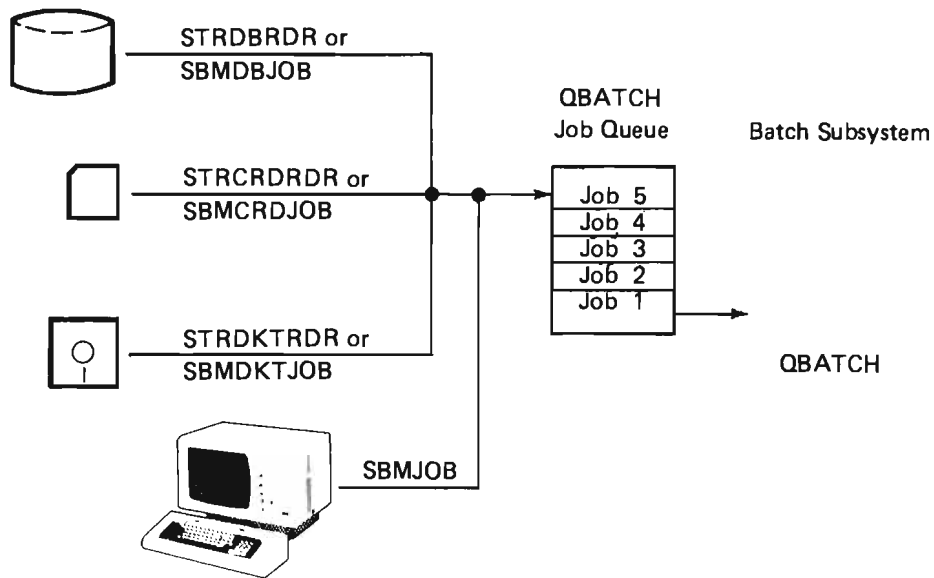 STRDBRDR or
SBMDBJOB
QBATCH
Job Queue
Batch Subsystem
STRCRDRDR or
SBMCRDJOB
Job 5
Job 4
Job 3
Job 2
Job 1
STRDKTRDR or
SBMDKTJOB
QBATCH
SBMJOB